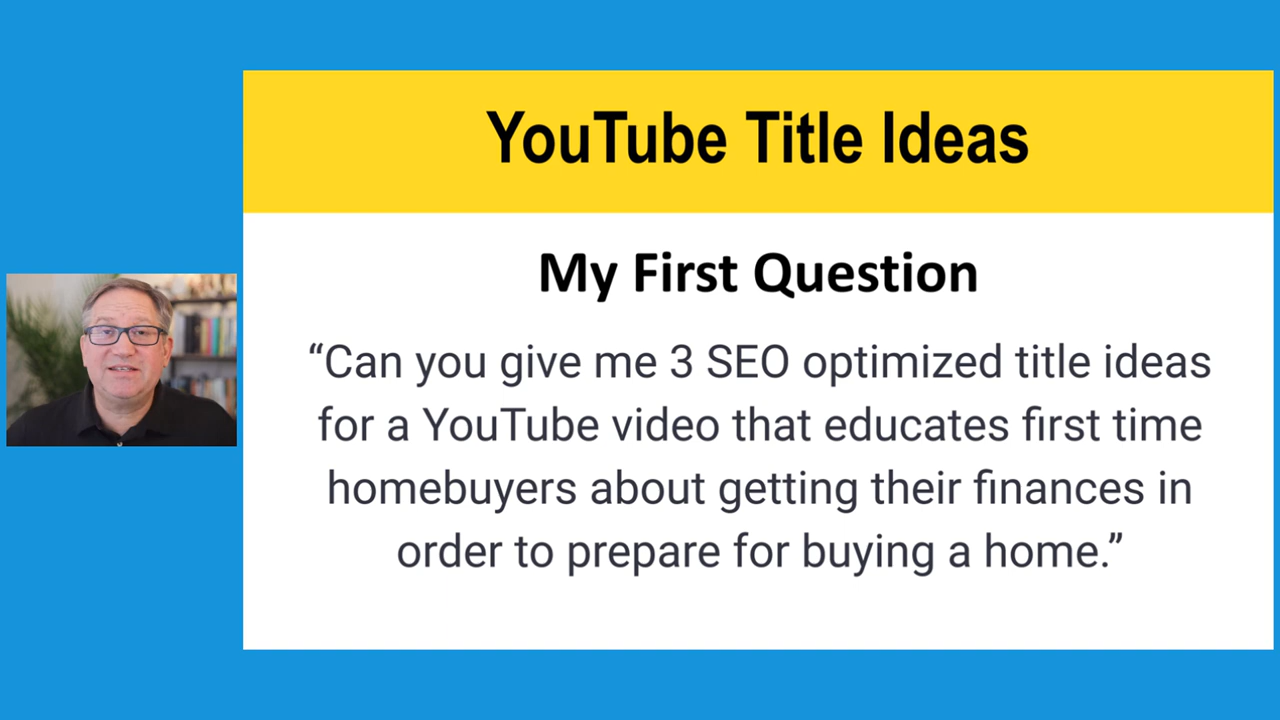 YouTube Title Ideas
My First Question
“Can you give me 3 SEO optimized title ideas
for a YouTube video that educates first time
homebuyers about getting their finances in
order to prepare for buying a home.”